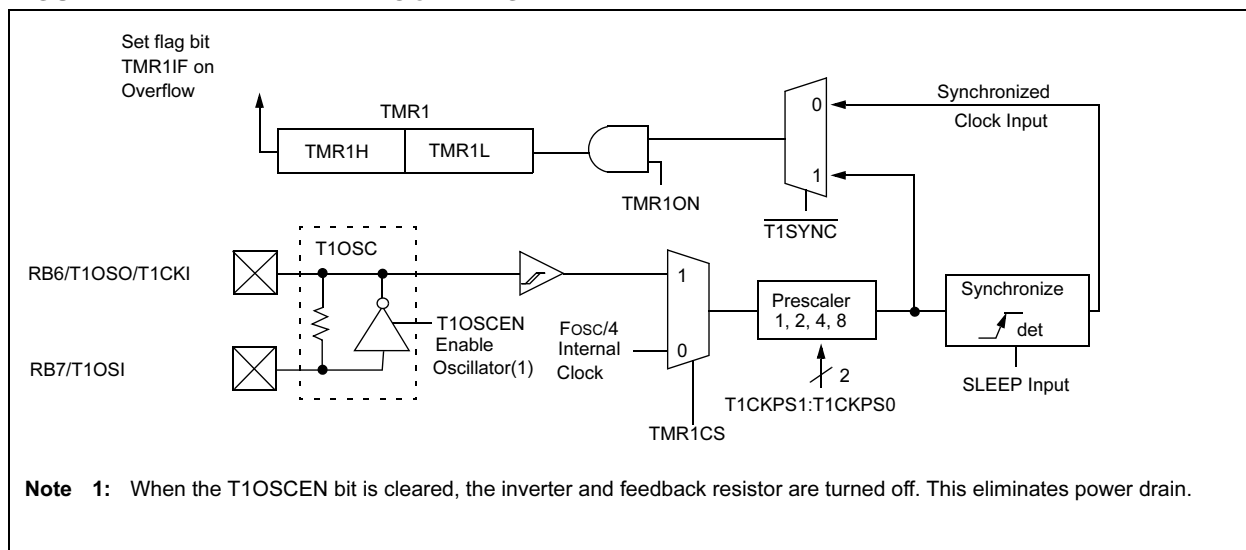 Set flag bit
TMR1IF on
Overflow
TMR1
TMR1H
TMR1L
TMR1ON
0
1
T1SYNC
Synchronized
Clock Input
RB6/T1OSO/T1CKI
RB7/T1OSI
T1OSC
T1OSCEN
Enable
Oscillator(1)
FOSC/4
Internal
Clock
1
0
TMR1CS
Prescaler
1, 2, 4, 8
2
T1CKPS1:T1CKPS0
Synchronize
det
SLEEP Input
Note 1: When the T1OSCEN bit is cleared, the inverter and feedback resistor are turned off. This eliminates power drain.